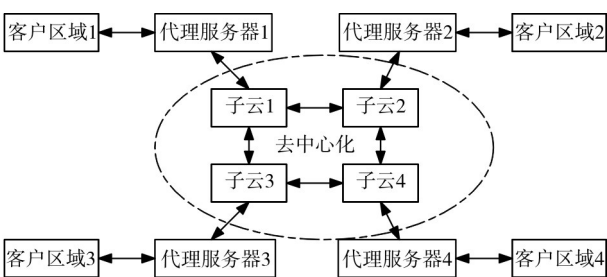 客户区域1
代理服务器1
代理服务器2
客户区域2
子云1
子云2
去中心化
子云3
子云4
客户区域3
代理服务器3
代理服务器4
客户区域4